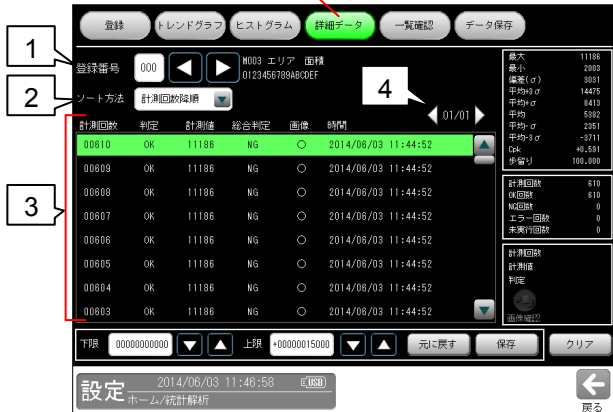 登録
トレンドグラフ
ヒストグラム
詳細データ
一覧確認
データ保存
1
登録番号
000
M003 エリア 面積
0123456789ABCDEF
2
ソート方法
計測回数降順
4
01/01
3
計測回数 判定 計測値 総合判定 画像 時間
00610 OK 11186 NG ○ 2014/06/03 11:44:52
00609 OK 11186 NG ○ 2014/06/03 11:44:52
00608 OK 11186 NG ○ 2014/06/03 11:44:52
00607 OK 11186 NG ○ 2014/06/03 11:44:52
00606 OK 11186 NG ○ 2014/06/03 11:44:52
00605 OK 11186 NG ○ 2014/06/03 11:44:52
00604 OK 11186 NG ○ 2014/06/03 11:44:52
00603 OK 11186 NG ○ 2014/06/03 11:44:52
最大 11186
最小 2003
偏差(σ) 3031
平均+3σ 14475
平均+σ 8413
平均 5382
平均-σ 2351
平均-3σ -3711
Cpk +0.591
歩留り 100.000
計測回数 610
OK回数 610
NG回数 0
エラー回数 0
未実行回数 0
計測回数
計測値
判定
画像確認
下限 00000000000 上限 +00000015000 元に戻す 保存 クリア
設定 2014/06/03 11:46:58 E(USB)
ホーム/統計解析
戻る